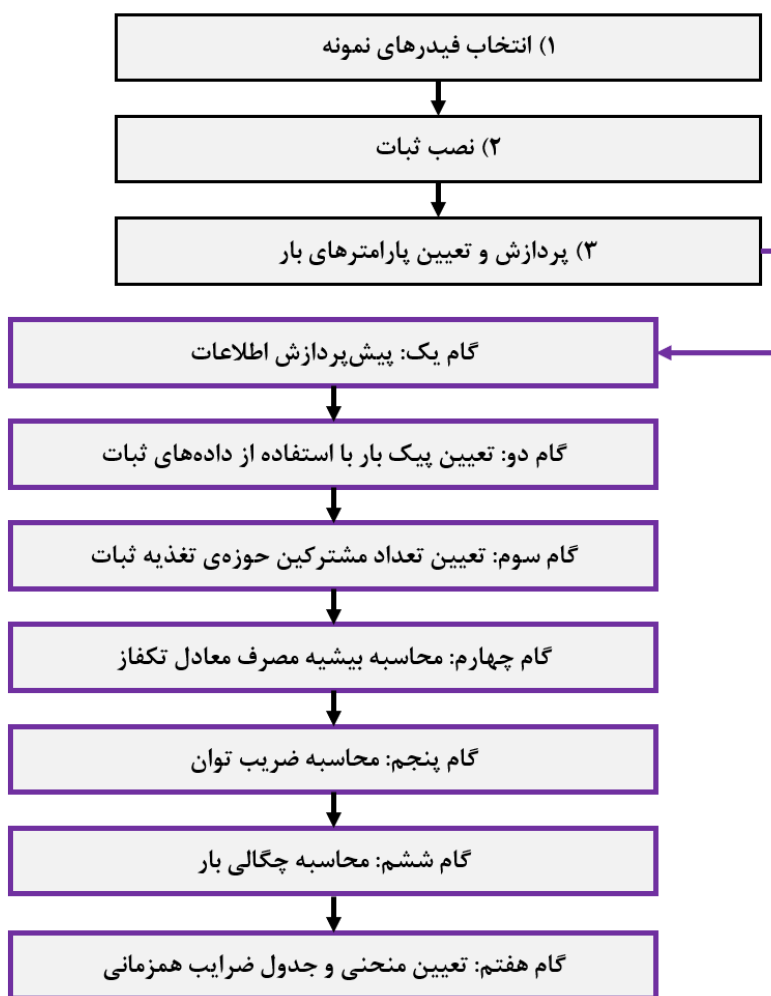 ۱) انتخاب فیدرهای نمونه
۲) نصب ثبات
۳) پردازش و تعیین پارامترهای بار
گام یک: پیش‌پردازش اطلاعات
گام دو: تعیین پیک بار با استفاده از داده‌های ثبات
گام سوم: تعیین تعداد مشترکین حوزه‌ی تغذیه ثبات
گام چهارم: محاسبه بیشیه مصرف معادل تکفاز
گام پنجم: محاسبه ضریب توان
گام ششم: محاسبه چگالی بار
گام هفتم: تعیین منحنی و جدول ضرایب همزمانی